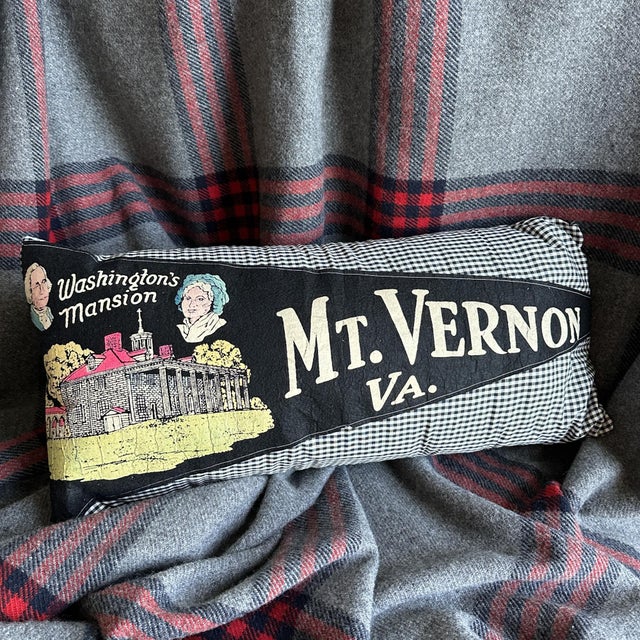 Washington's
Mansion
MT. VERNON
VA.